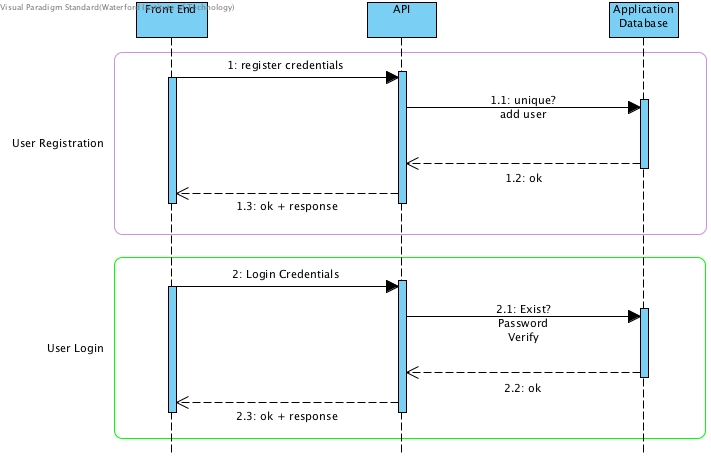 Visual Paradigm Standard(Waterford Institute of Technology)
Front End
API
Application
Database
1: register credentials
1.1: unique?
add user
User Registration
1.2: ok
1.3: ok + response
2: Login Credentials
2.1: Exist?
Password
Verify
User Login
2.2: ok
2.3: ok + response